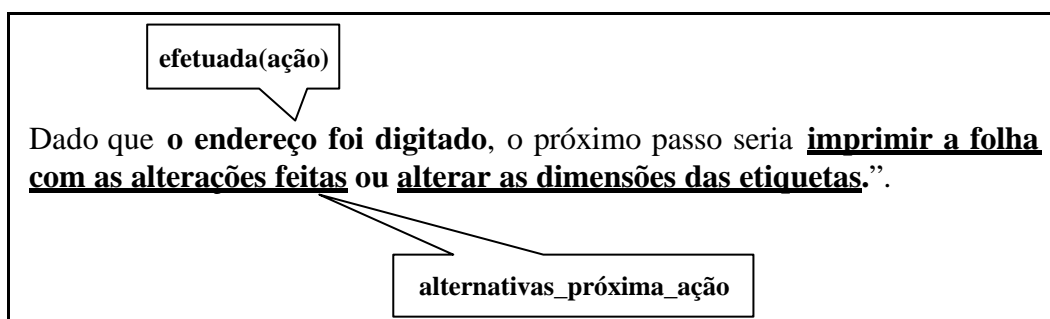 efetuada(ação)
Dado que o endereço foi digitado, o próximo passo seria imprimir a folha
com as alterações feitas ou alterar as dimensões das etiquetas.”.
alternativas_próxima_ação